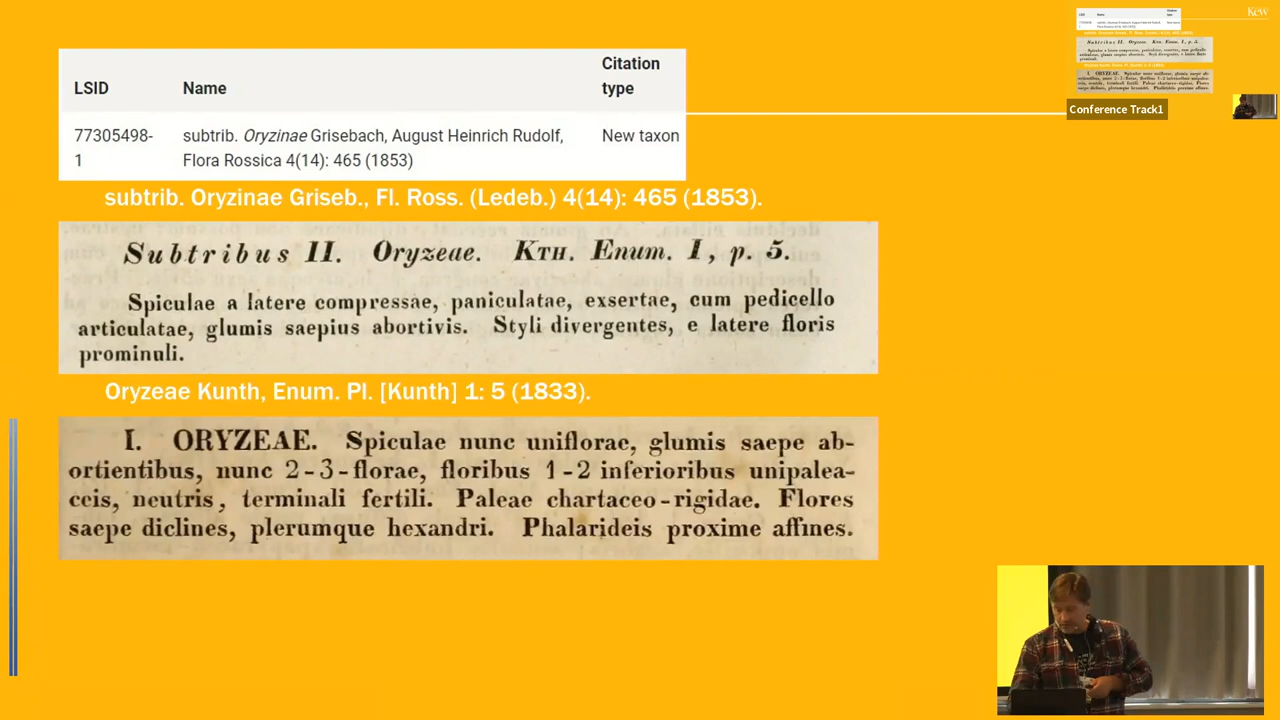 LSID
Name
Citation type
77305498-1
subtrib. Oryzinae Grisebach, August Heinrich Rudolf,
Flora Rossica 4(14): 465 (1853)
New taxon
subtrib. Oryzinae Griseb., Fl. Ross. (Ledeb.) 4(14): 465 (1853).
Subtribus II. Oryzeae. KTH. Enum. I, p. 5.
Spiculae a latere compressae, paniculatae, exsertae, cum pedicello
articulatae, glumis saepius abortivis. Styli divergentes, e latere floris
prominuli.
Oryzeae Kunth, Enum. Pl. [Kunth] 1: 5 (1833).
I. ORYZEAE. Spiculae nunc uniflorae, glumis saepe ab-
ortientibus, nunc 2-3-florae, floribus 1-2 inferioribus unipalea-
ceis, neutris, terminali fertili. Paleae chartaceo-rigidae. Flores
saepe diclines, plerumque hexandri. Phalarideis proxime affines.
Kew
Conference Track1